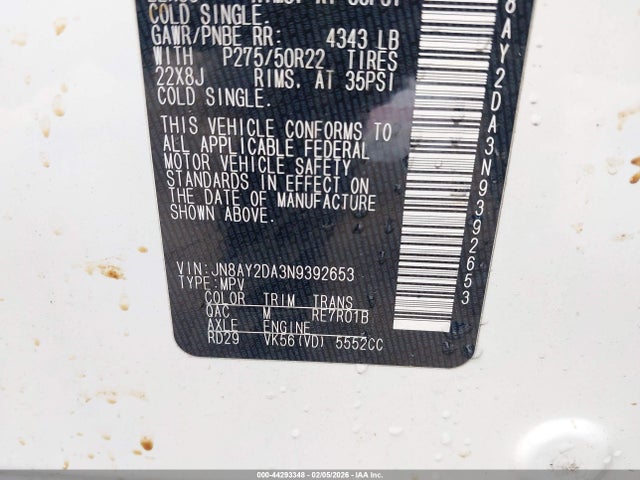 COLD SINGLE.
GAWR/PNBE RR: 4343 LB
WITH P275/50R22 TIRES
22X8J RIMS, AT 35PSI
COLD SINGLE.
THIS VEHICLE CONFORMS TO
ALL APPLICABLE FEDERAL
MOTOR VEHICLE SAFETY
STANDARDS IN EFFECT ON
THE DATE OF MANUFACTURE
SHOWN ABOVE.
VIN: JN8AY2DA3N9392653
TYPE: MPV
COLOR TRIM TRANS
QAC M RE7R01B
AXLE ENGINE
RD29 VK56(VD) 5552CC
8AY2DA3N9392653
000-44293348 - 02/05/2026 - IAAI.CA